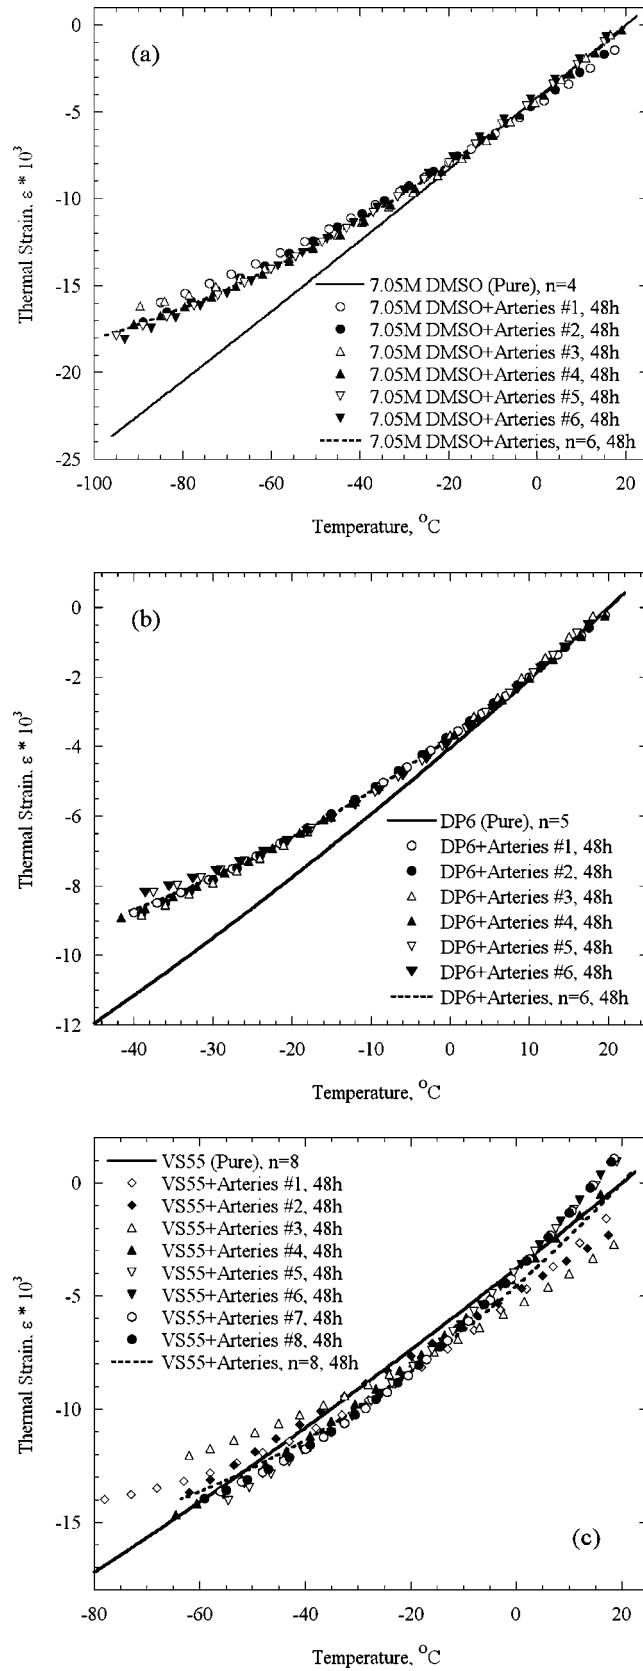 (a)
0
-5
-10
-15
-20
-25
Thermal Strain. ε * 10³
7.05M DMSO (Pure), n=4
7.05M DMSO+Arteries #1, 48h
7.05M DMSO+Arteries #2, 48h
7.05M DMSO+Arteries #3, 48h
7.05M DMSO+Arteries #4, 48h
7.05M DMSO+Arteries #5, 48h
7.05M DMSO+Arteries #6, 48h
7.05M DMSO+Arteries, n=6, 48h
-100 -80 -60 -40 -20 0 20
Temperature, °C
(b)
0
-2
-4
-6
-8
-10
-12
Thermal Strain. ε * 10³
DP6 (Pure), n=5
DP6+Arteries #1, 48h
DP6+Arteries #2, 48h
DP6+Arteries #3, 48h
DP6+Arteries #4, 48h
DP6+Arteries #5, 48h
DP6+Arteries #6, 48h
DP6+Arteries, n=6, 48h
-40 -30 -20 -10 0 10 20
Temperature, °C
0
-5
-10
-15
Thermal Strain. ε * 10³
VS55 (Pure), n=8
VS55+Arteries #1, 48h
VS55+Arteries #2, 48h
VS55+Arteries #3, 48h
VS55+Arteries #4, 48h
VS55+Arteries #5, 48h
VS55+Arteries #6, 48h
VS55+Arteries #7, 48h
VS55+Arteries #8, 48h
VS55+Arteries, n=8, 48h
(c)
-80 -60 -40 -20 0 20
Temperature, °C